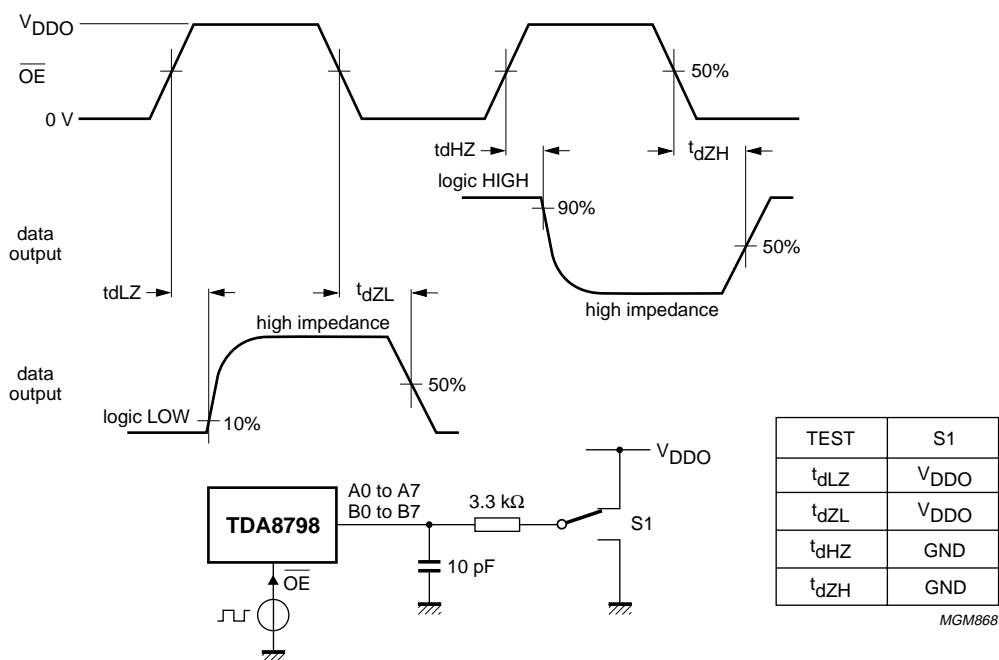 VDDO
OE
0 V
50%
tdHZ
tdZH
logic HIGH
90%
data
output
50%
tdLZ
tdZL
high impedance
high impedance
data
output
50%
logic LOW
10%
VDDO
A0 to A7
B0 to B7
3.3 kΩ
S1
TDA8798
10 pF
OE
TEST S1
tdLZ VDDO
tdZL VDDO
tdHZ GND
tdZH GND
MGM868